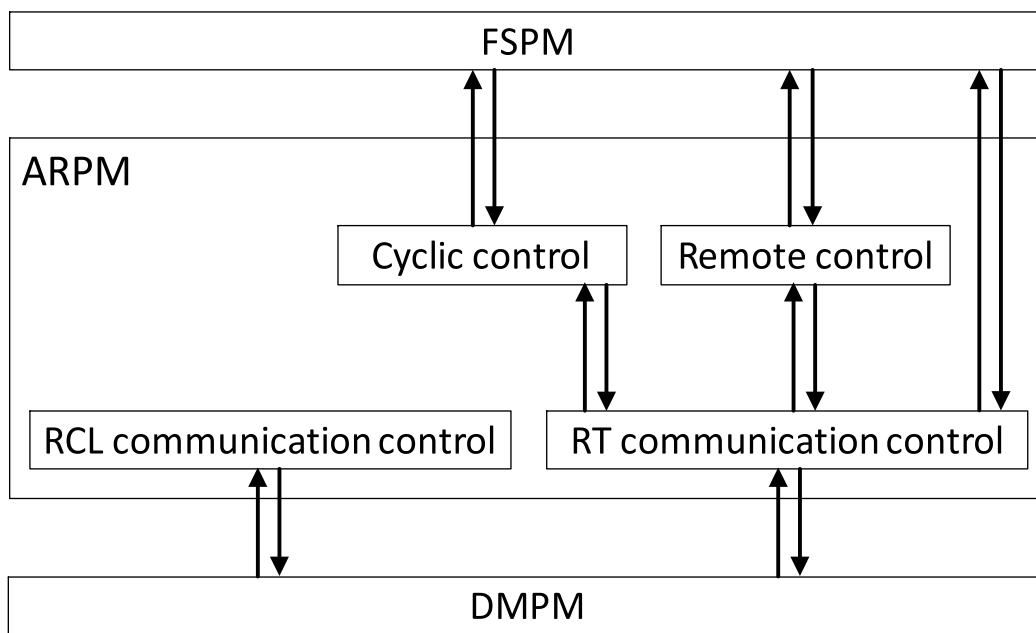 FSPM
ARPM
Cyclic control
Remote control
RCL communication control
RT communication control
DMPM